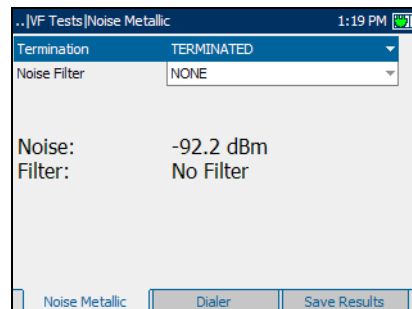 ..|VF Tests|Noise Metallic 1:19 PM
Termination TERMINATED
Noise Filter NONE
Noise: -92.2 dBm
Filter: No Filter
Noise Metallic Dialer Save Results